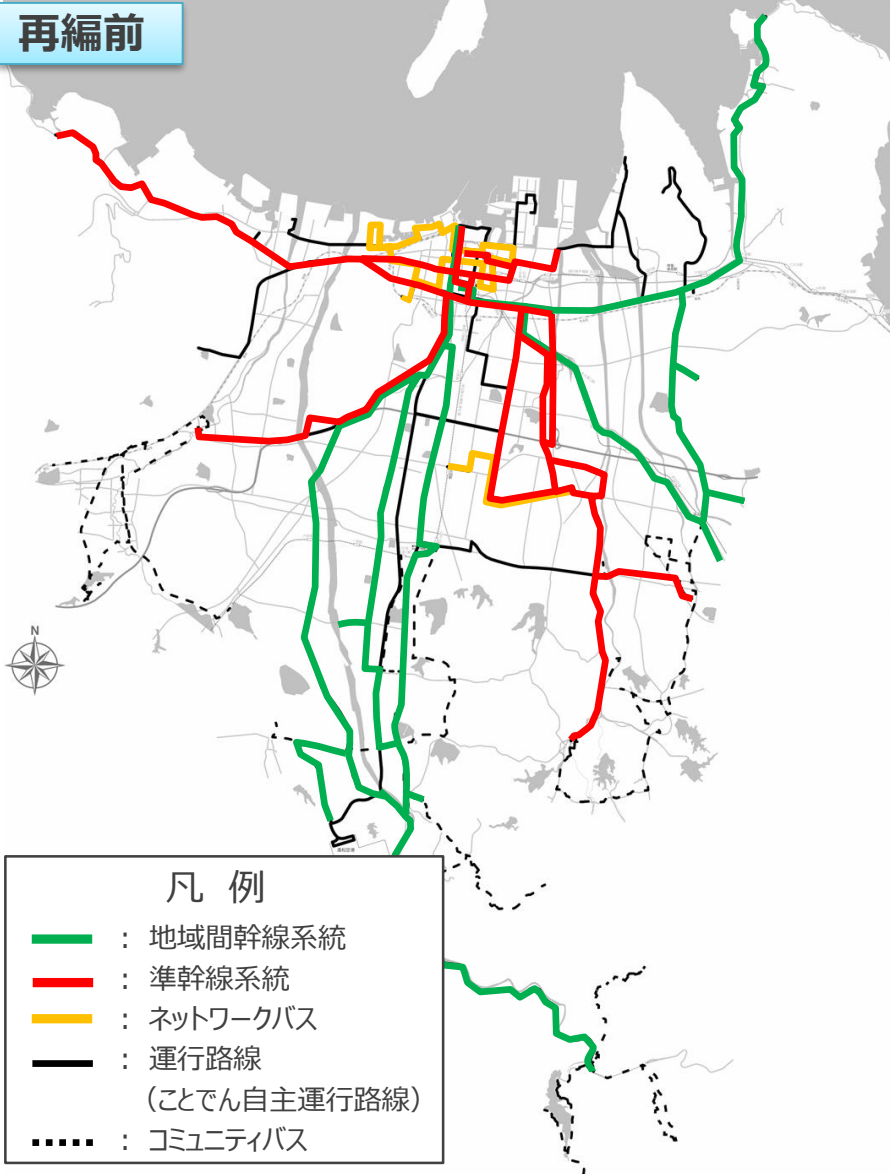 再編前
N
凡 例
： 地域間幹線系統
： 準幹線系統
： ネットワークバス
： 運行路線
（ことでん自主運行路線）
： コミュニティバス